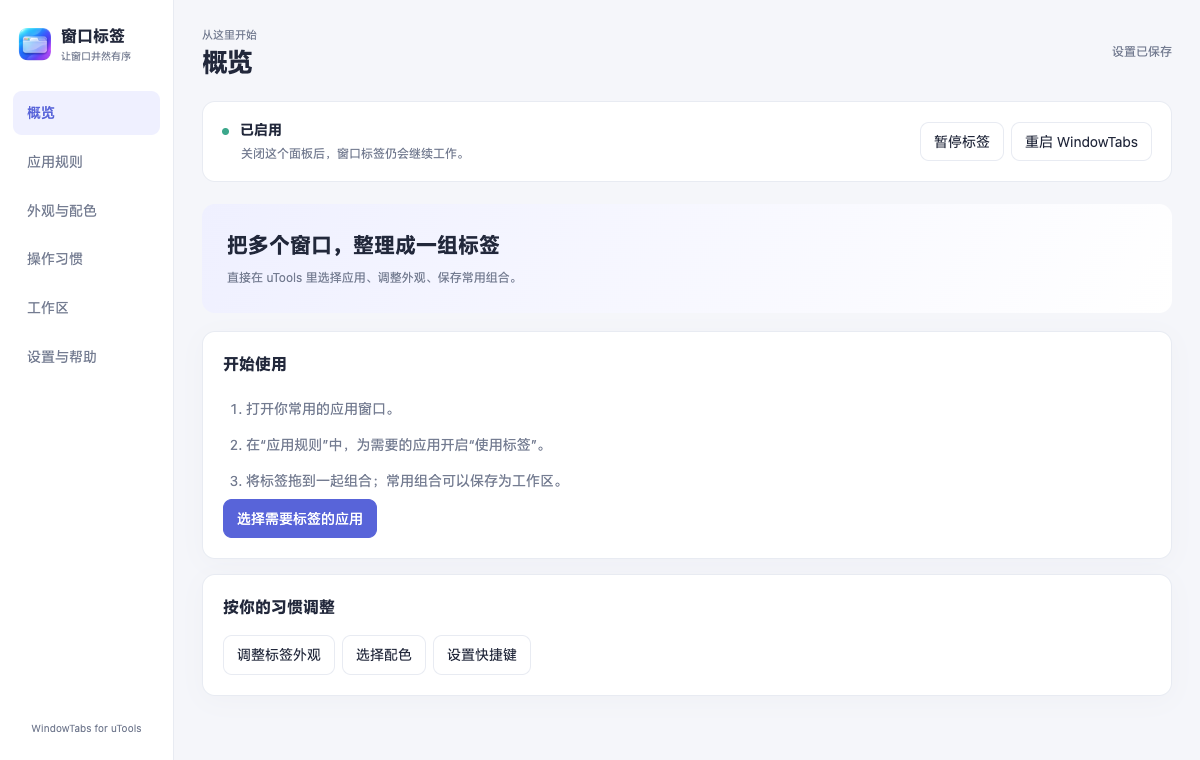 窗口标签
让窗口井然有序
概览
应用规则
外观与配色
操作习惯
工作区
设置与帮助
WindowTabs for uTools
从这里开始
概览
设置已保存
已启用
关闭这个面板后，窗口标签仍会继续工作。
暂停标签
重启 WindowTabs
把多个窗口，整理成一组标签
直接在 uTools 里选择应用、调整外观、保存常用组合。
开始使用
1. 打开你常用的应用窗口。
2. 在“应用规则”中，为需要的应用开启“使用标签”。
3. 将标签拖到一起组合；常用组合可以保存为工作区。
选择需要标签的应用
按你的习惯调整
调整标签外观
选择配色
设置快捷键